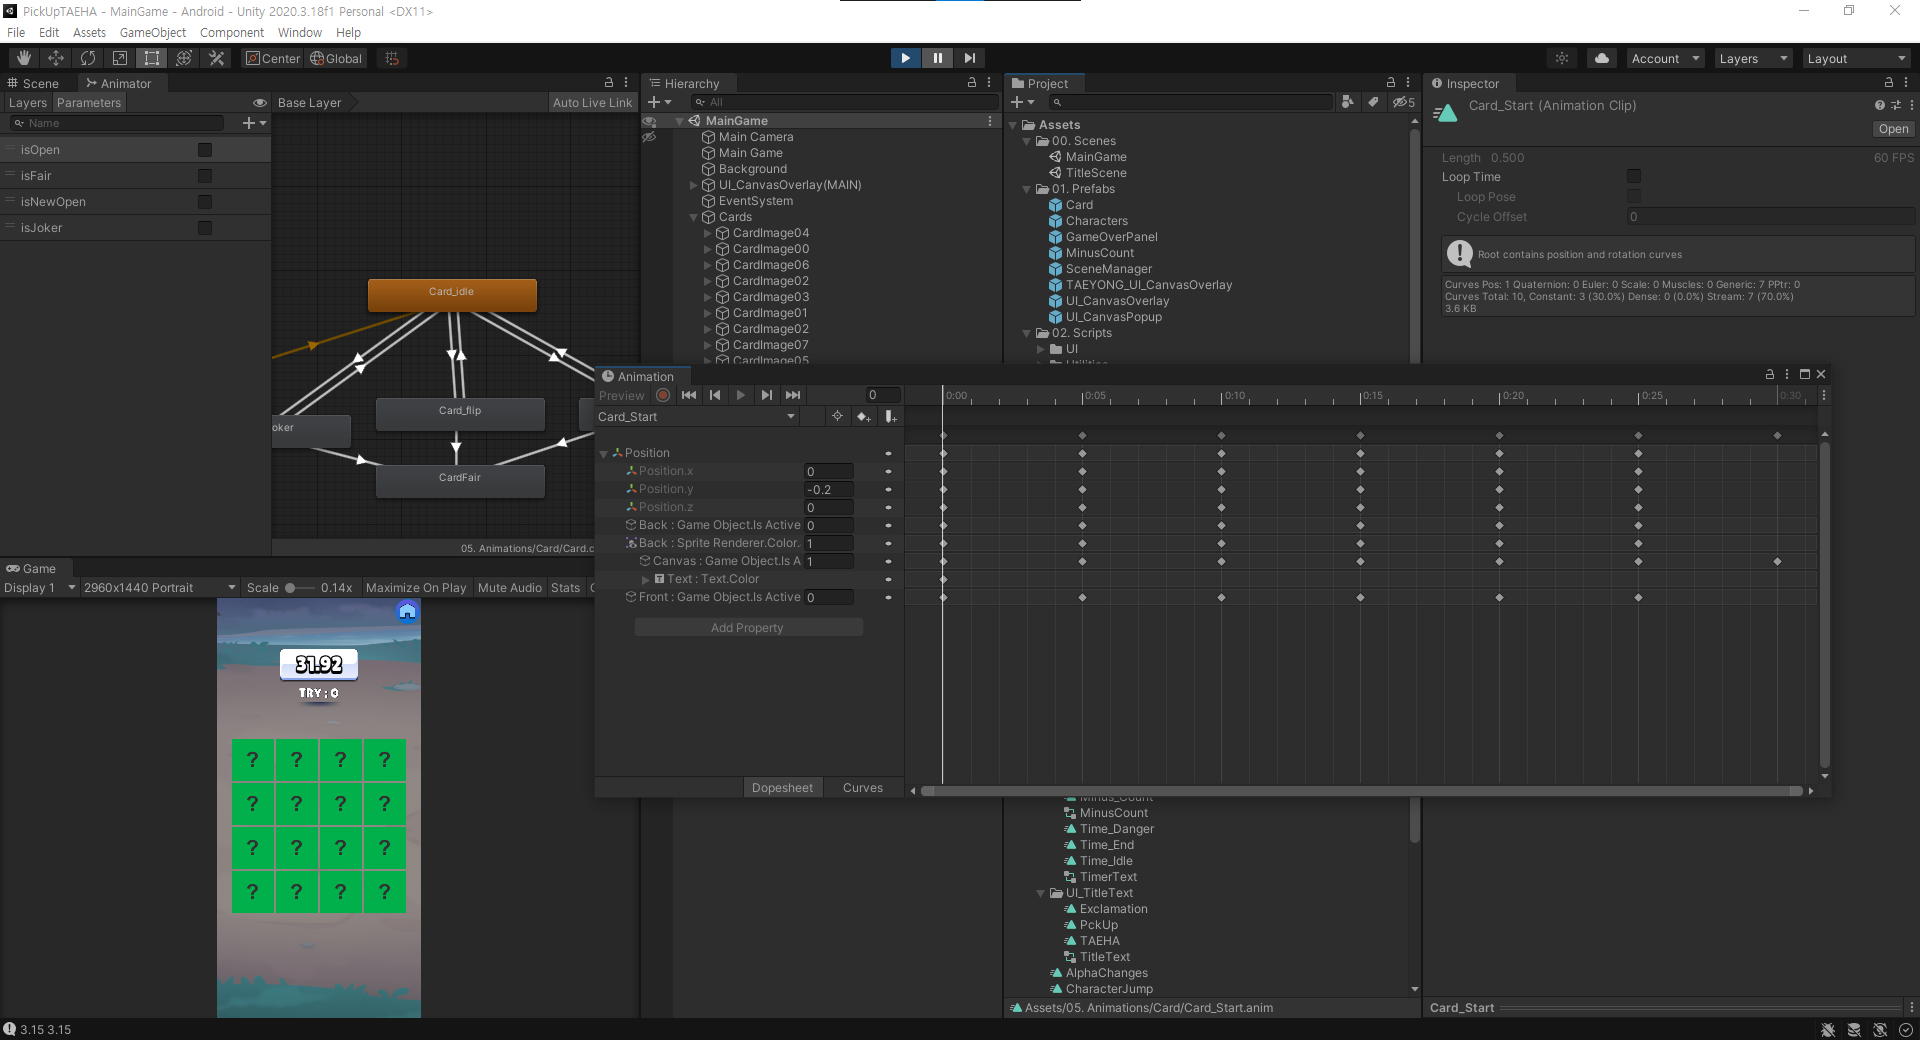 PickUpTAEHA - MainGame - Android - Unity 2020.3.18f1 Personal <DX11>
File Edit Assets GameObject Component Window Help
Center Global
Account Layers Layout
Scene Animator
Layers Parameters Base Layer Auto Live Link
Name
isOpen
isFair
isNewOpen
isJoker
Card_idle
oker
Card_flip
CardFair
05. Animations/Card/Card.c
Hierarchy
All
MainGame
Main Camera
Main Game
Background
UI_CanvasOverlay(MAIN)
EventSystem
Cards
CardImage04
CardImage00
CardImage06
CardImage02
CardImage03
CardImage01
CardImage02
CardImage07
CardImage05
Project
5
Assets
00. Scenes
MainGame
TitleScene
01. Prefabs
Card
Characters
GameOverPanel
MinusCount
SceneManager
TAEYONG_UI_CanvasOverlay
UI_CanvasOverlay
UI_CanvasPopup
02. Scripts
UI
Utilities
Inspector
Card_Start (Animation Clip)
Open
Length 0.500 60 FPS
Loop Time
Loop Pose
Cycle Offset 0
Root contains position and rotation curves
Curves Pos: 1 Quaternion: 0 Euler: 0 Scale: 0 Muscles: 0 Generic: 7 PPtr: 0
Curves Total: 10, Constant: 3 (30.0%) Dense: 0 (0.0%) Stream: 7 (70.0%)
3.6 KB
Animation
Preview 0 0:00 0:05 0:10 0:15 0:20 0:25 0:30
Card_Start
Position
Position.x 0
Position.y -0.2
Position.z 0
Back : Game Object.Is Active 0
Back : Sprite Renderer.Color. 1
Canvas : Game Object.Is A 1
Text : Text.Color
Front : Game Object.Is Active 0
Add Property
Dopesheet Curves
Game
Display 1 2960x1440 Portrait Scale 0.14x Maximize On Play Mute Audio Stats
31.92
TRY : 0
? ? ? ?
? ? ? ?
? ? ? ?
? ? ? ?
Minus_Count
MinusCount
Time_Danger
Time_End
Time_Idle
TimerText
UI_TitleText
Exclamation
PckUp
TAEHA
TitleText
AlphaChanges
CharacterJump
Assets/05. Animations/Card/Card_Start.anim
Card_Start
3.15 3.15